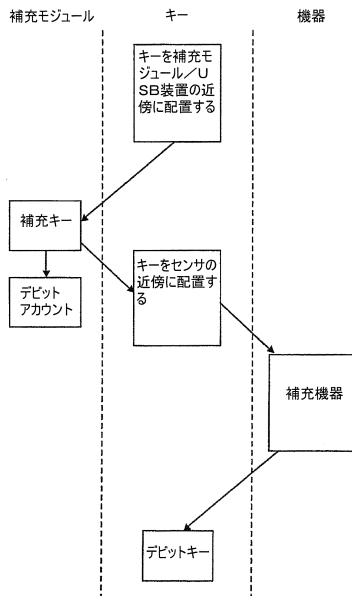 補充モジュール
キー
機器
キーを補充モ
ジュール／U
SB装置の近
傍に配置する
補充キー
デビット
アカウント
キーをセンサの
近傍に配置す
る
補充機器
デビットキー